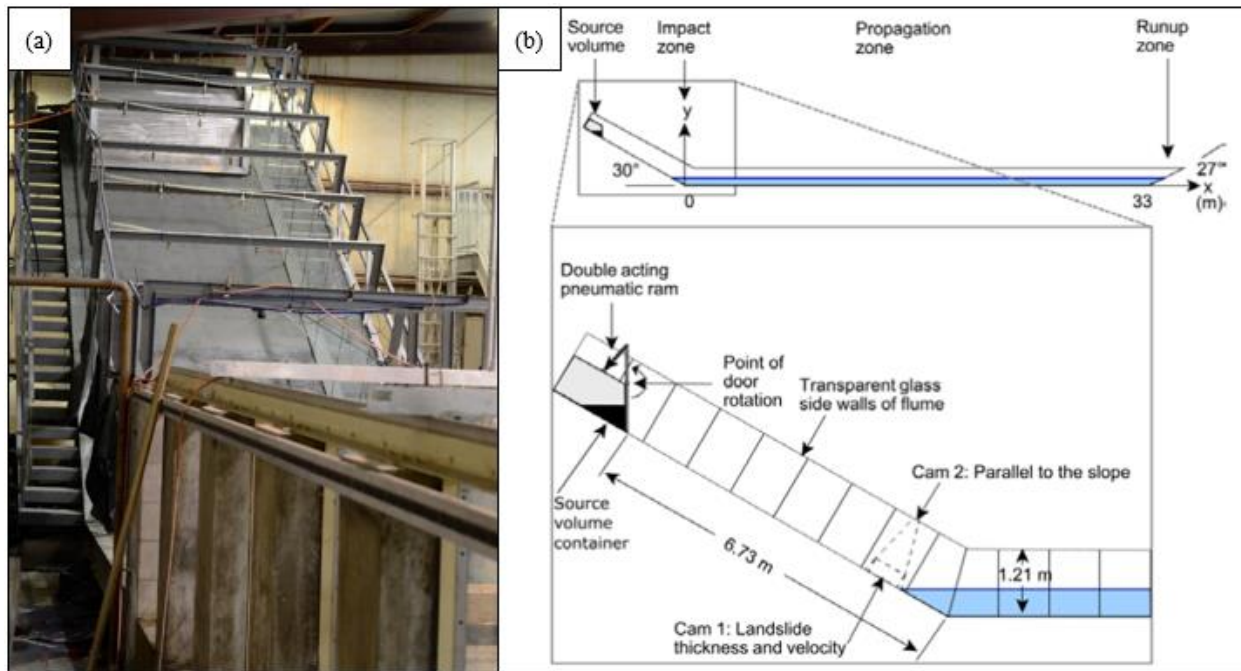 (a)
(b)
Source
volume
Impact
zone
Propagation
zone
Runup
zone
y
30°
27°
0
33
x
(m)
Double acting
pneumatic ram
Point of
door
rotation
Transparent glass
side walls of flume
Cam 2: Parallel to the slope
Source
volume
container
6.73 m
1.21 m
Cam 1: Landslide
thickness and velocity